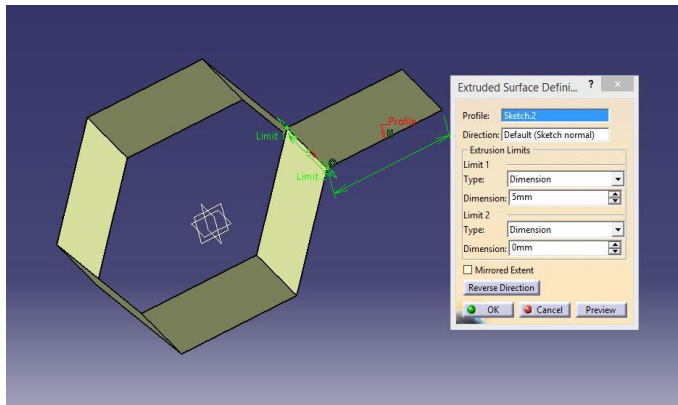 Profile
Limit 1
Limit
Extruded Surface Defini... ? ×
Profile: Sketch.2
Direction: Default (Sketch normal)
Extrusion Limits
Limit 1
Type: Dimension
Dimension: 5mm
Limit 2
Type: Dimension
Dimension: 0mm
Mirrored Extent
Reverse Direction
OK Cancel Preview